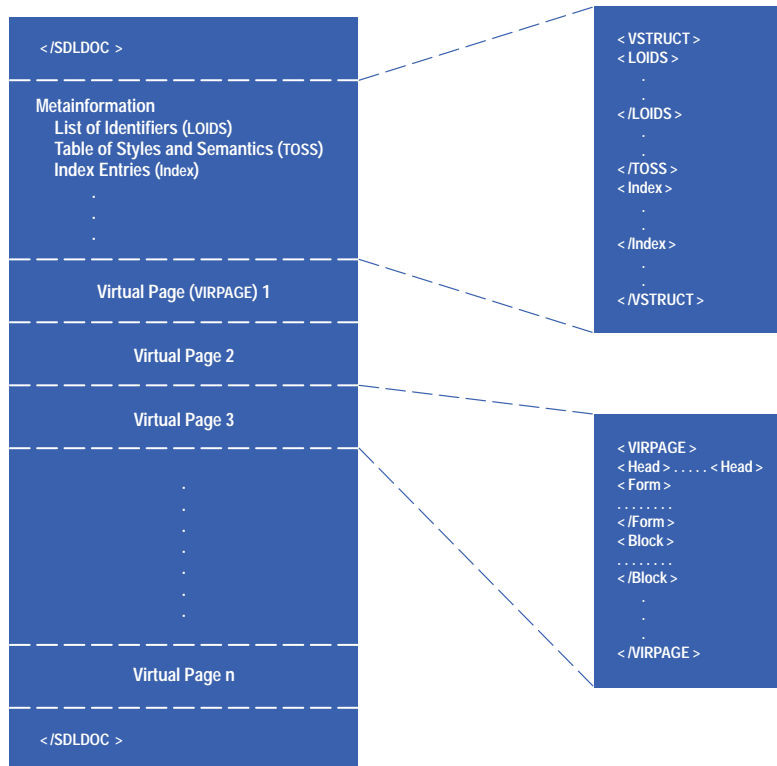 </SDLDOC >
Metainformation
List of Identifiers (LOIDS)
Table of Styles and Semantics (TOSS)
Index Entries (Index)
.
.
.
Virtual Page (VIRPAGE) 1
Virtual Page 2
Virtual Page 3
.
.
.
.
.
.
.
Virtual Page n
</SDLDOC >
< VSTRUCT >
< LOIDS >
.
.
< /LOIDS >
.
.
< /TOSS >
< Index >
.
.
< /Index >
.
.
< /VSTRUCT >
< VIRPAGE >
< Head > . . . . . < Head >
< Form >
. . . . . . . .
< /Form >
< Block >
. . . . . . . .
< /Block >
.
.
.
< /VIRPAGE >